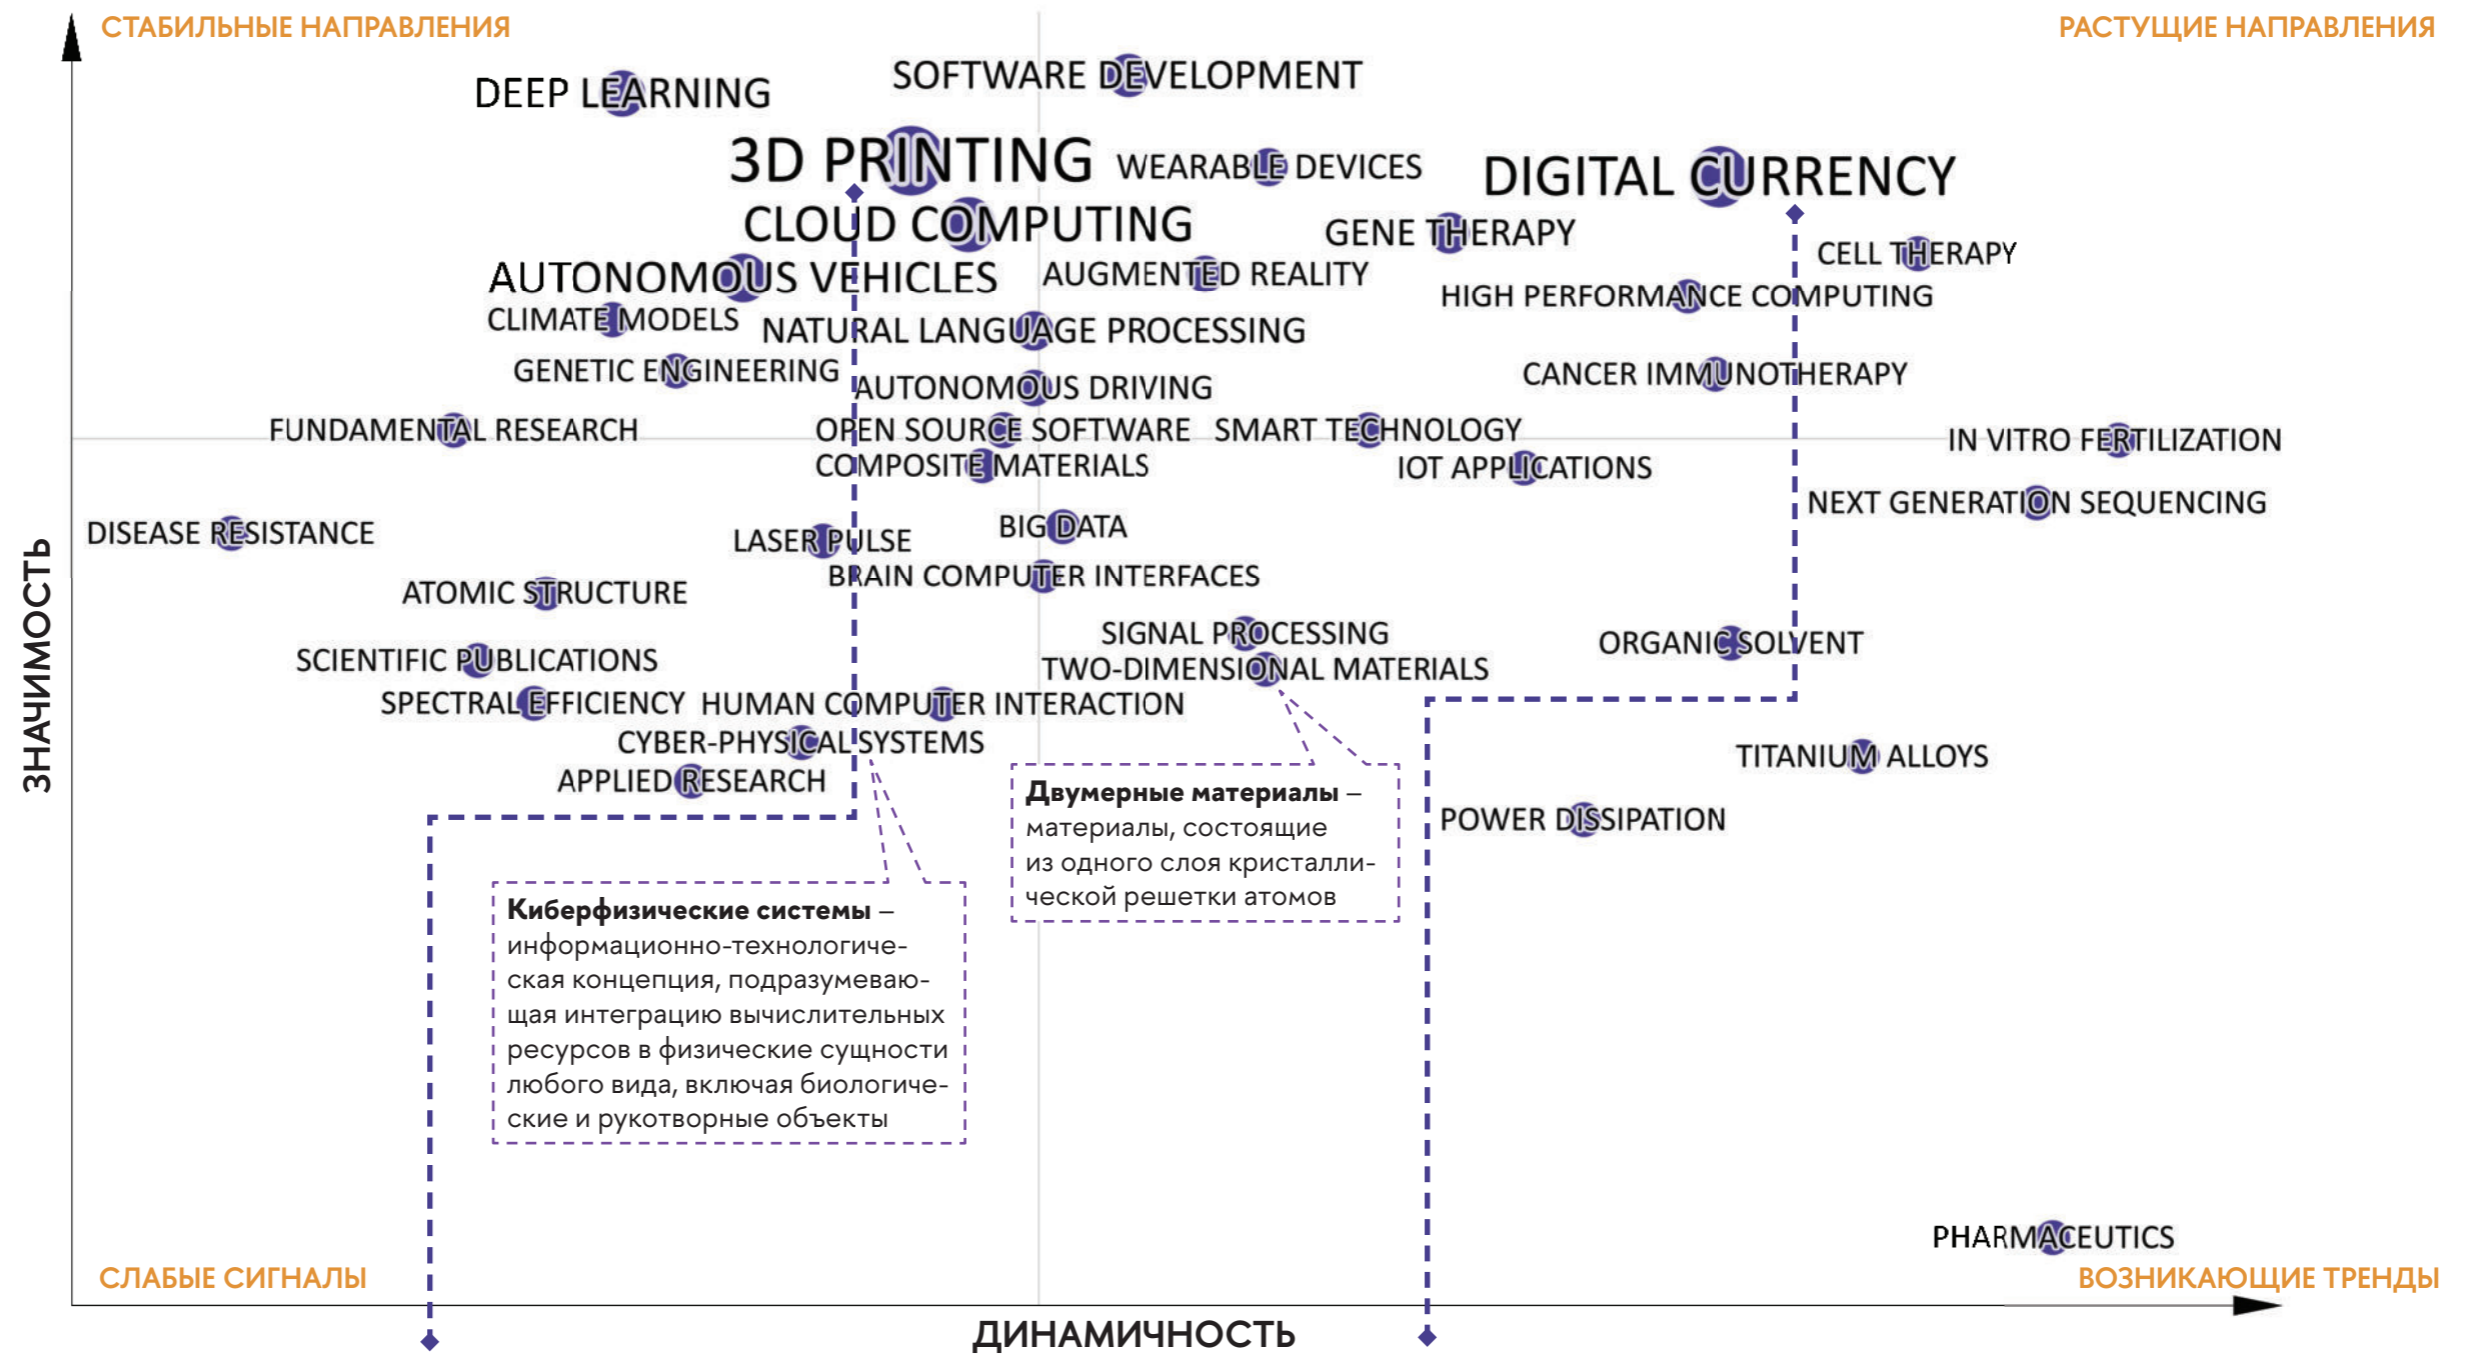 СТАБИЛЬНЫЕ НАПРАВЛЕНИЯ
РАСТУЩИЕ НАПРАВЛЕНИЯ
DEEP LEARNING
SOFTWARE DEVELOPMENT
3D PRINTING
WEARABLE DEVICES
DIGITAL CURRENCY
CLOUD COMPUTING
GENE THERAPY
CELL THERAPY
AUTONOMOUS VEHICLES
AUGMENTED REALITY
HIGH PERFORMANCE COMPUTING
CLIMATE MODELS
NATURAL LANGUAGE PROCESSING
GENETIC ENGINEERING
AUTONOMOUS DRIVING
CANCER IMMUNOTHERAPY
FUNDAMENTAL RESEARCH
OPEN SOURCE SOFTWARE
SMART TECHNOLOGY
IN VITRO FERTILIZATION
COMPOSITE MATERIALS
IOT APPLICATIONS
NEXT GENERATION SEQUENCING
DISEASE RESISTANCE
LASER PULSE
BIG DATA
BRAIN COMPUTER INTERFACES
ATOMIC STRUCTURE
SIGNAL PROCESSING
ORGANIC SOLVENT
SCIENTIFIC PUBLICATIONS
TWO-DIMENSIONAL MATERIALS
SPECTRAL EFFICIENCY
HUMAN COMPUTER INTERACTION
CYBER-PHYSICAL SYSTEMS
TITANIUM ALLOYS
APPLIED RESEARCH
POWER DISSIPATION
ЗНАЧИМОСТЬ
Двумерные материалы –
материалы, состоящие
из одного слоя кристалли-
ческой решетки атомов
Киберфизические системы –
информационно-технологиче-
ская концепция, подразумеваю-
щая интеграцию вычислительных
ресурсов в физические сущности
любого вида, включая биологиче-
ские и рукотворные объекты
PHARMACEUTICS
СЛАБЫЕ СИГНАЛЫ
ВОЗНИКАЮЩИЕ ТРЕНДЫ
ДИНАМИЧНОСТЬ